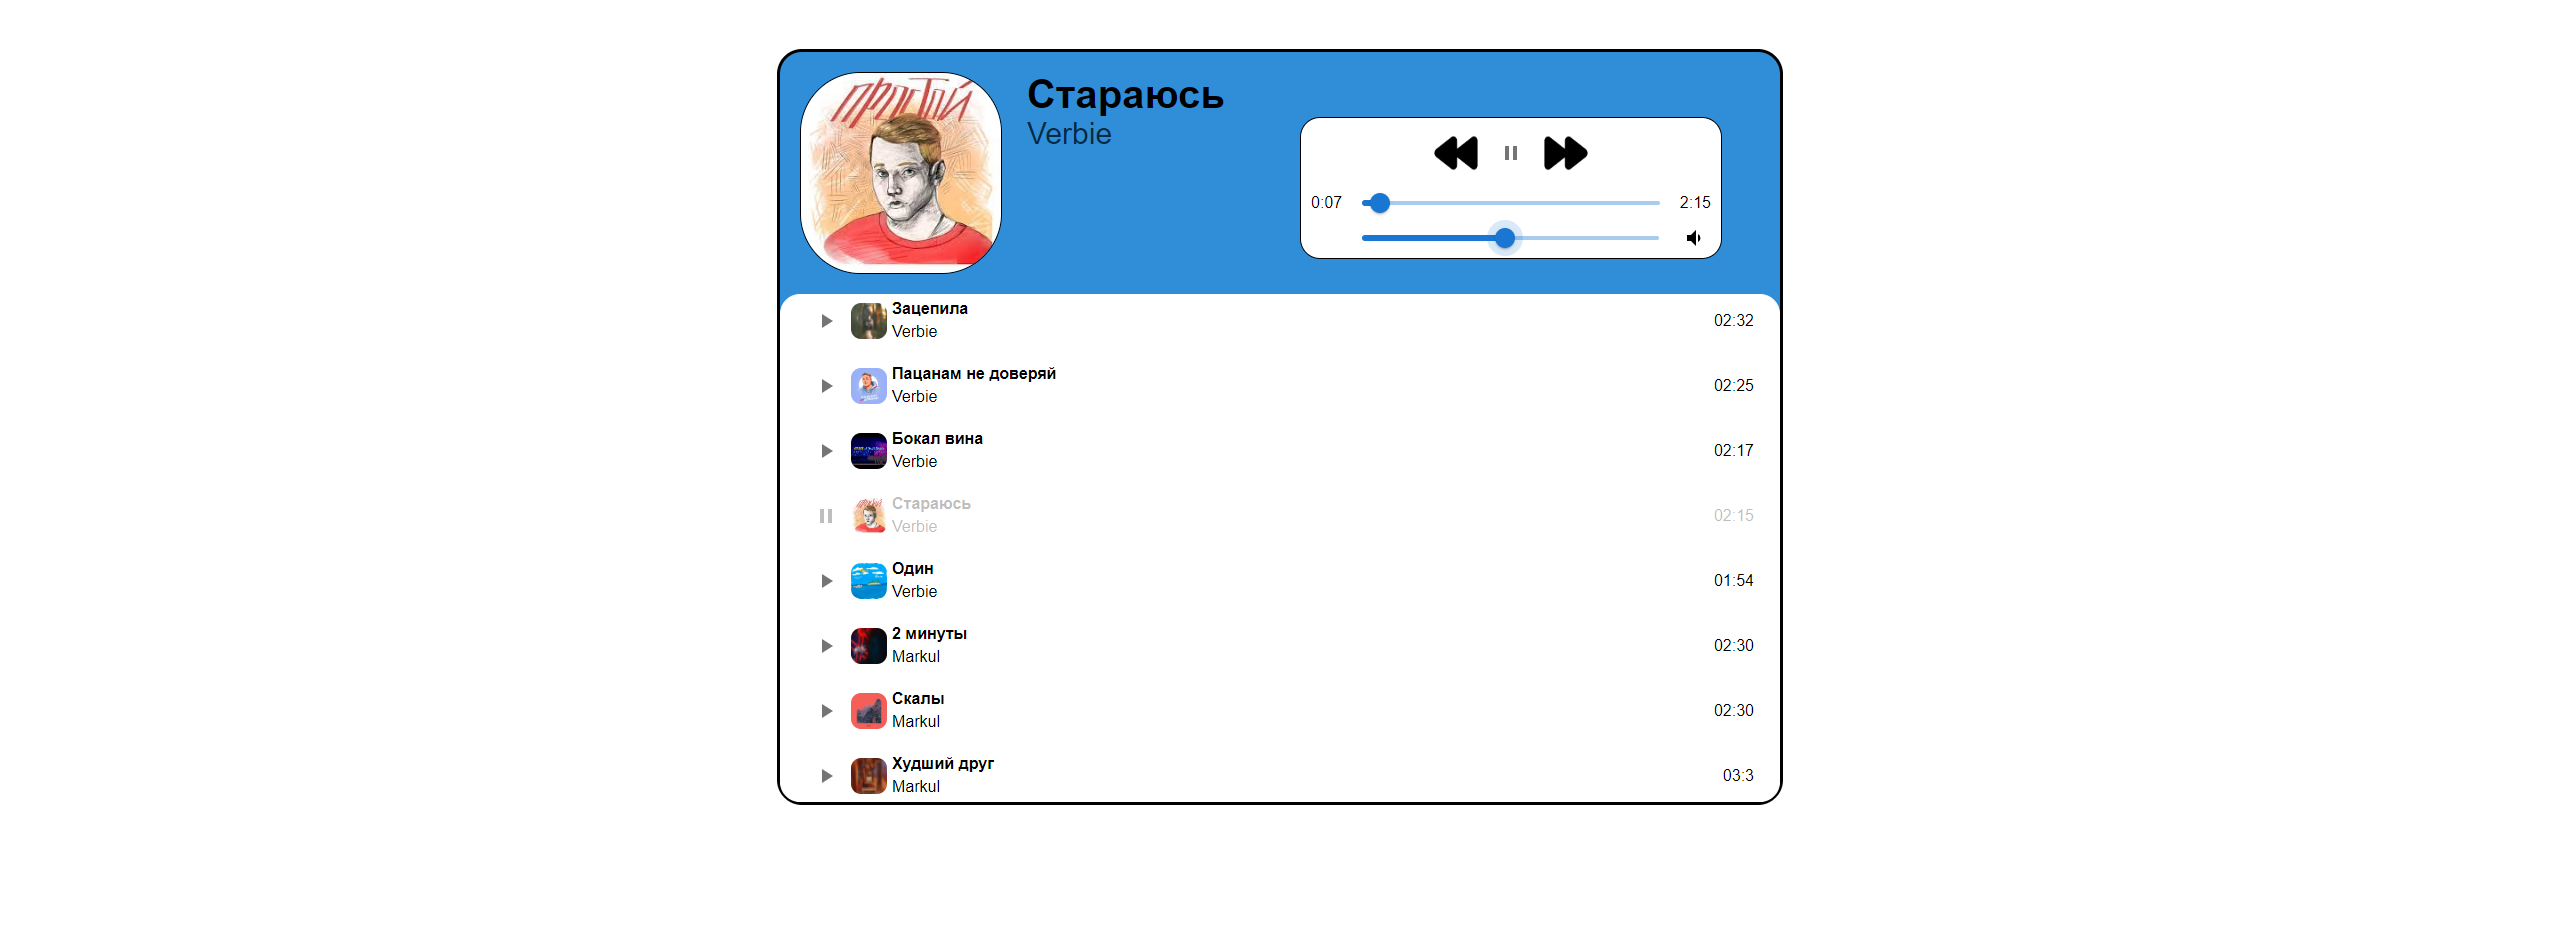 ПРОСТОЙ
Стараюсь
Verbie
0:07
2:15
Зацепила
Verbie
02:32
Пацанам не доверяй
Verbie
02:25
Бокал вина
Verbie
02:17
Стараюсь
Verbie
02:15
Один
Verbie
01:54
2 минуты
Markul
02:30
Скалы
Markul
02:30
Худший друг
Markul
03:3